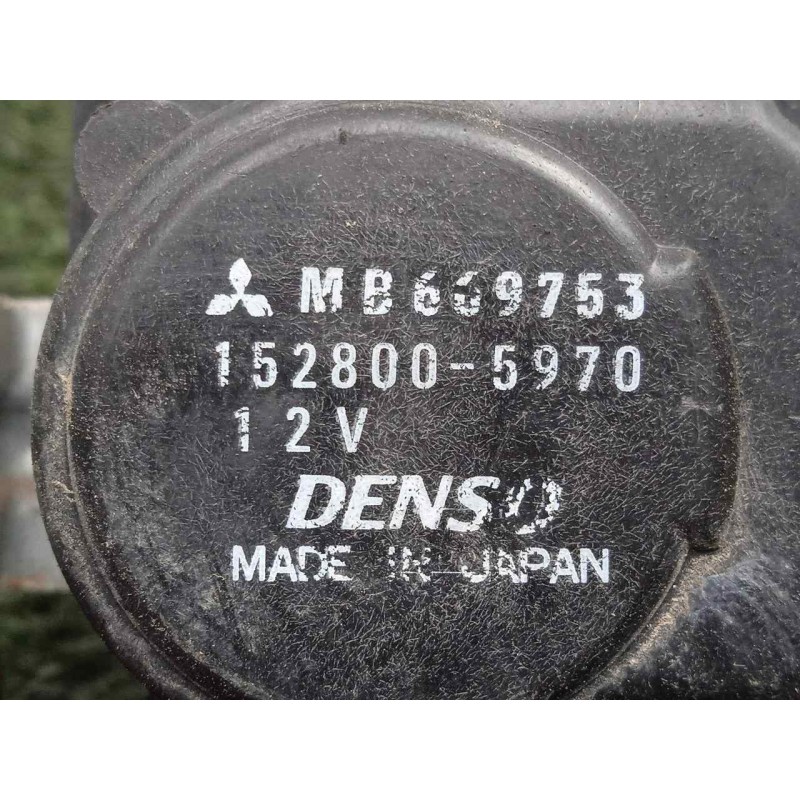 MB669753
152800-5970
12V
DENSO
MADE IN JAPAN